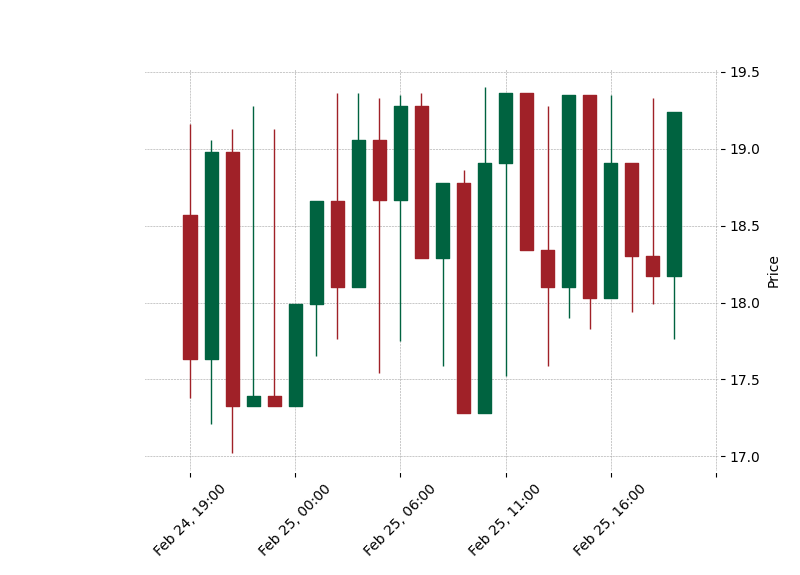 19.5
19.0
18.5
18.0
17.5
17.0
Price
Feb 24, 19:00
Feb 25, 00:00
Feb 25, 06:00
Feb 25, 11:00
Feb 25, 16:00